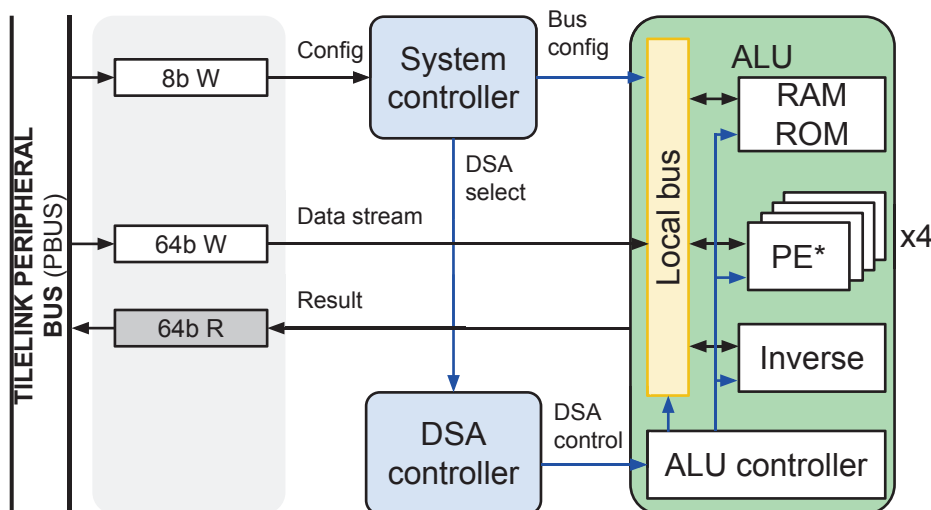 TILELINK PERIPHERAL
BUS (PBUS)
8b W
64b W
64b R
Config
System
controller
Bus
config
DSA
select
Data stream
Result
DSA
controller
DSA
control
ALU
Local bus
RAM
ROM
PE*
x4
Inverse
ALU controller